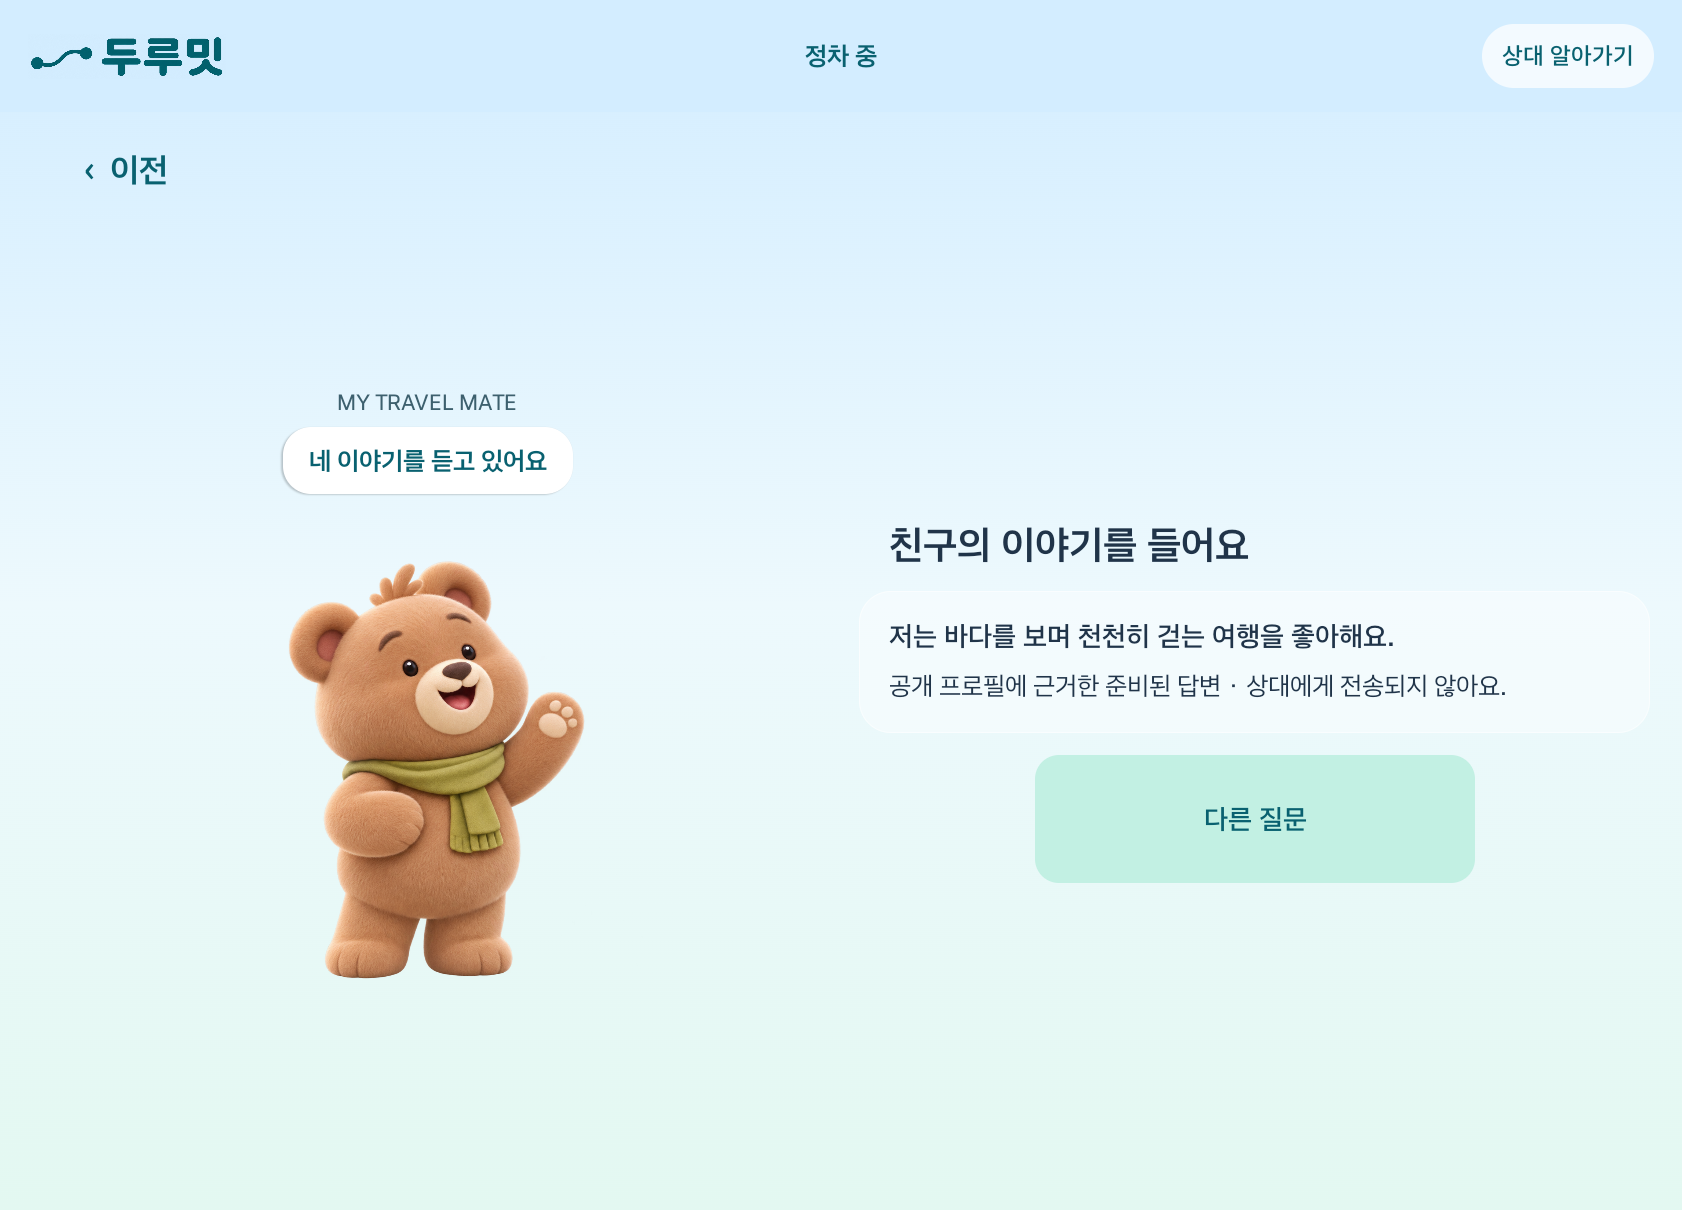 두루밋
정차 중
상대 알아가기
‹ 이전
MY TRAVEL MATE
네 이야기를 듣고 있어요
친구의 이야기를 들어요
저는 바다를 보며 천천히 걷는 여행을 좋아해요.
공개 프로필에 근거한 준비된 답변 · 상대에게 전송되지 않아요.
다른 질문